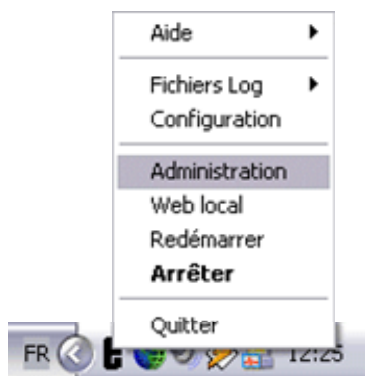 Aide
Fichiers Log
Configuration
Administration
Web local
Redémarrer
Arrêter
Quitter
FR 12:25